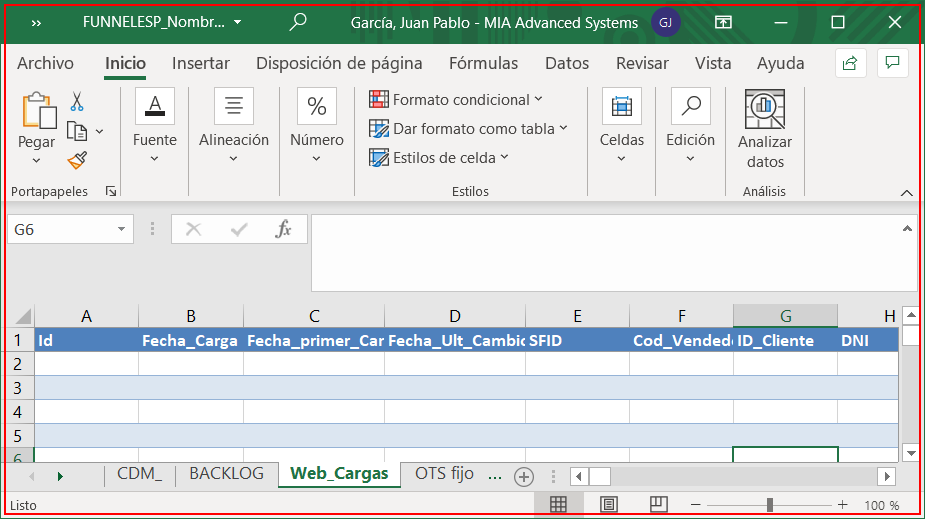 ›› FUNNELESP_Nombr... García, Juan Pablo - MIA Advanced Systems GJ
Archivo Inicio Insertar Disposición de página Fórmulas Datos Revisar Vista Ayuda
Pegar
Portapapeles
A
Fuente
Alineación
%
Número
Formato condicional
Dar formato como tabla
Estilos de celda
Estilos
Celdas
Edición
Analizar
datos
Análisis
G6 fx
A B C D E F G H
1 Id Fecha_Carga Fecha_primer_Car Fecha_Ult_Cambio SFID Cod_Vended ID_Cliente DNI
2
3
4
5
6
CDM_ BACKLOG Web_Cargas OTS fijo ...
Listo 100 %